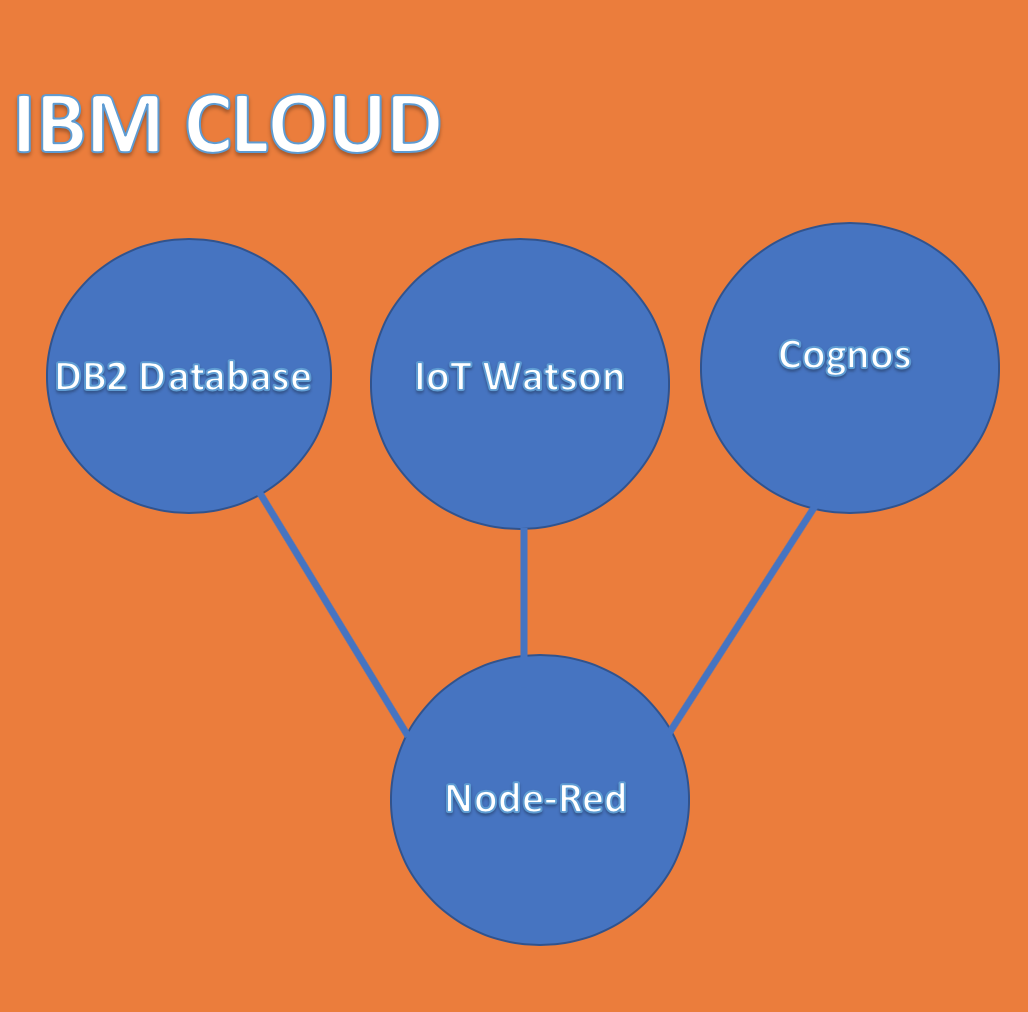 IBM CLOUD
DB2 Database
IoT Watson
Cognos
Node-Red